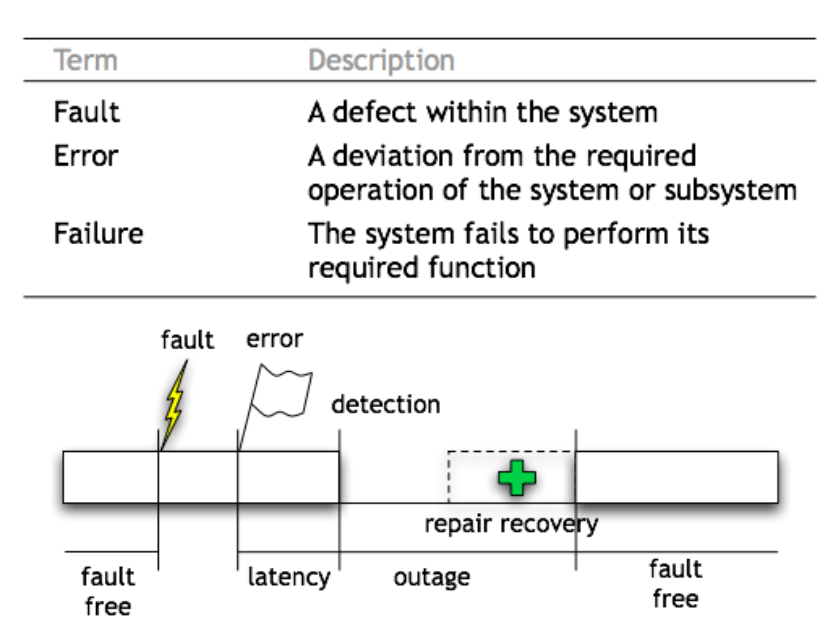 Term Description
Fault A defect within the system
Error A deviation from the required
operation of the system or subsystem
Failure The system fails to perform its
required function
fault error
detection
repair recovery
fault
free
latency
outage
fault
free